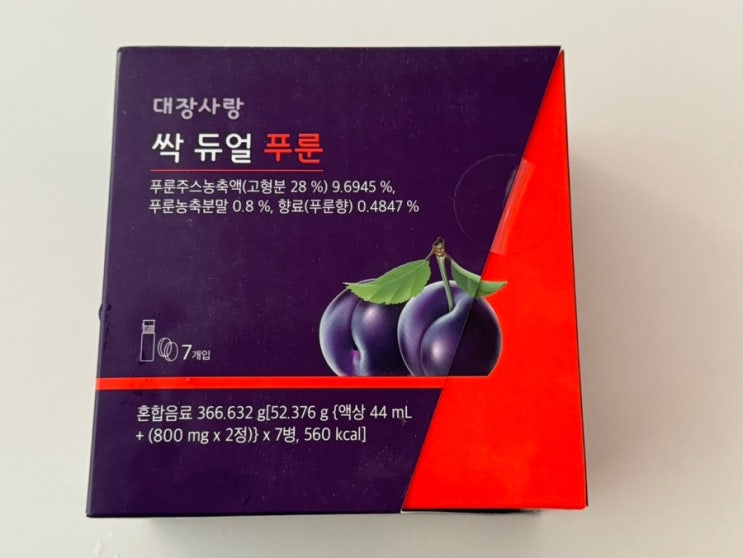 대장사랑
싹 듀얼 푸룬
푸룬주스농축액(고형분 28 %) 9.6945 %,
푸룬농축분말 0.8 %, 향료(푸룬향) 0.4847 %
7개입
혼합음료 366.632 g[52.376 g {액상 44 mL
+ (800 mg x 2정)} x 7병, 560 kcal]